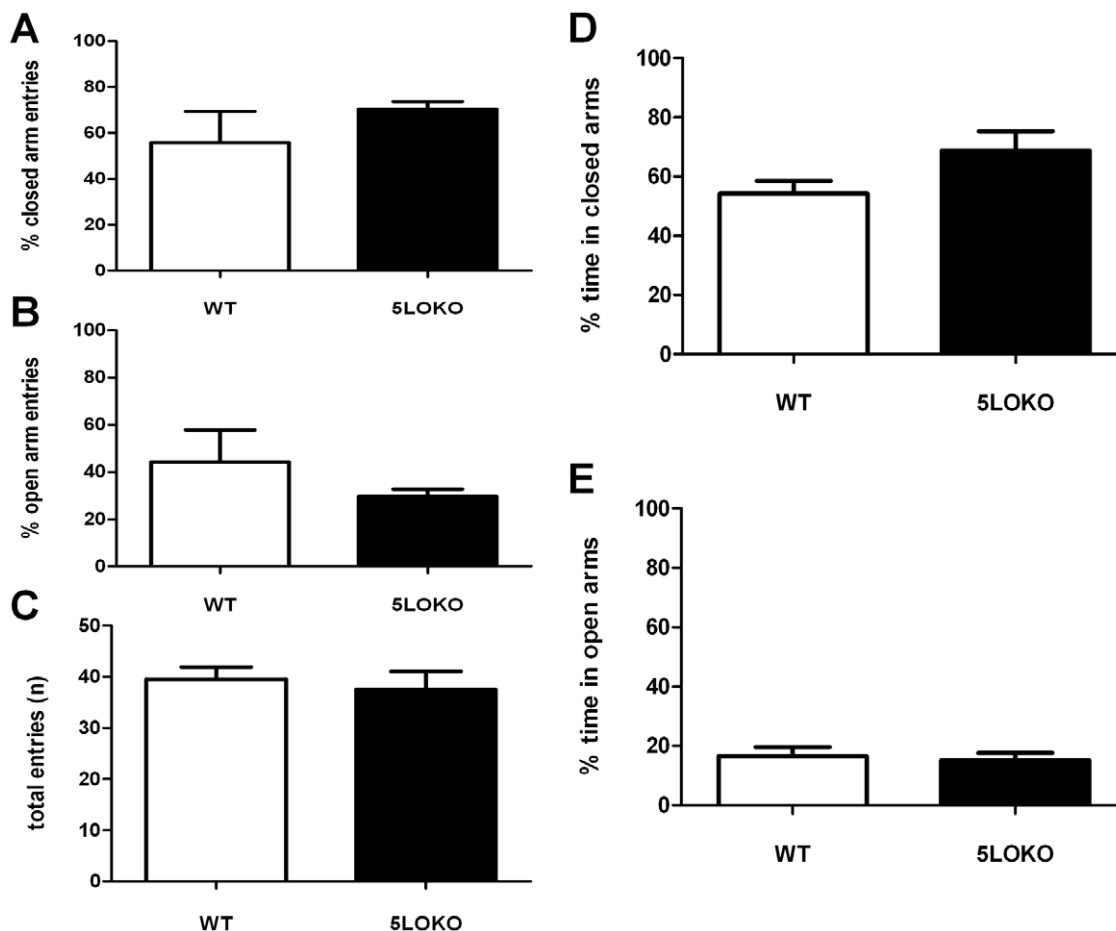 A
% closed arm entries
100
80
60
40
20
0
WT 5LOKO
B
% open arm entries
100
80
60
40
20
0
WT 5LOKO
C
total entries (n)
50
40
30
20
10
0
WT 5LOKO
D
% time in closed arms
100
80
60
40
20
0
WT 5LOKO
E
% time in open arms
100
80
60
40
20
0
WT 5LOKO